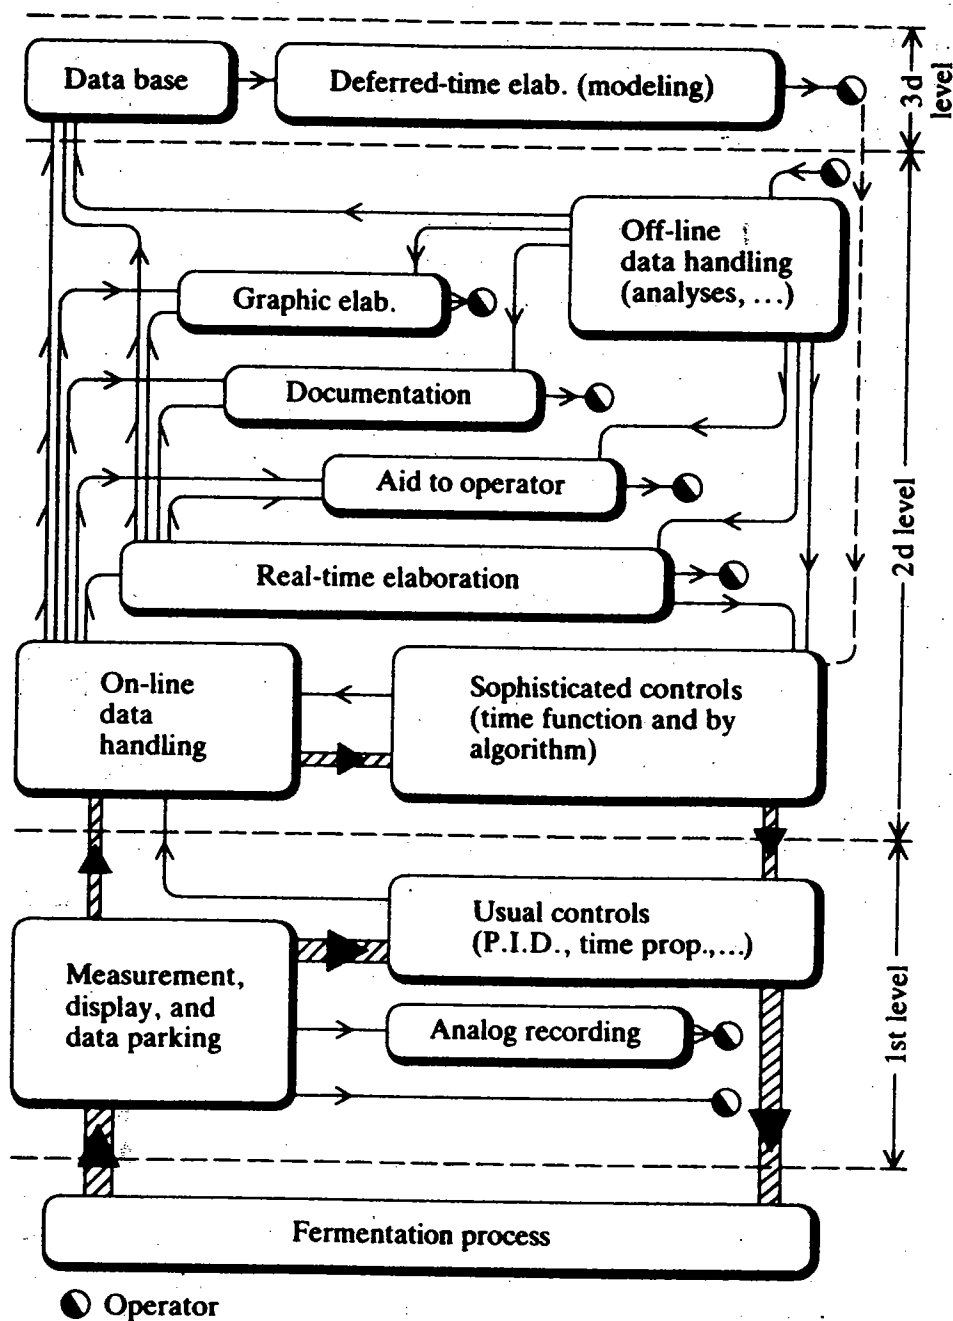 Data base
Deferred-time elab. (modeling)
3d
level
Off-line
data handling
(analyses, ...)
Graphic elab.
Documentation
Aid to operator
2d level
Real-time elaboration
On-line
data
handling
Sophisticated controls
(time function and by
algorithm)
Usual controls
(P.I.D., time prop.,...)
Measurement,
display, and
data parking
Analog recording
1st level
Fermentation process
Operator